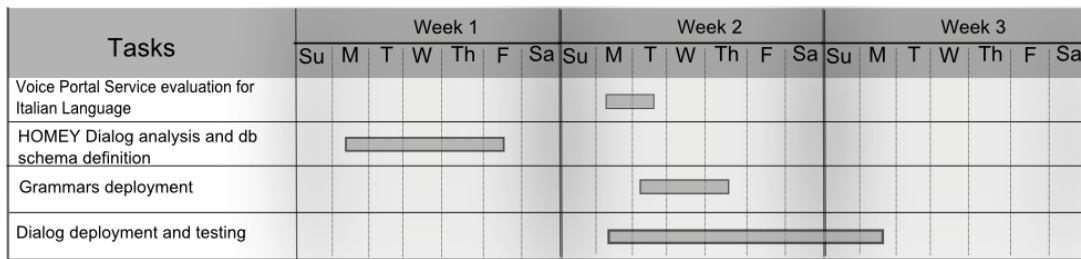 Tasks
Week 1
Week 2
Week 3
Su M T W Th F Sa Su M T W Th F Sa Su M T W Th F Sa
Voice Portal Service evaluation for
Italian Language
HOMEY Dialog analysis and db
schema definition
Grammars deployment
Dialog deployment and testing